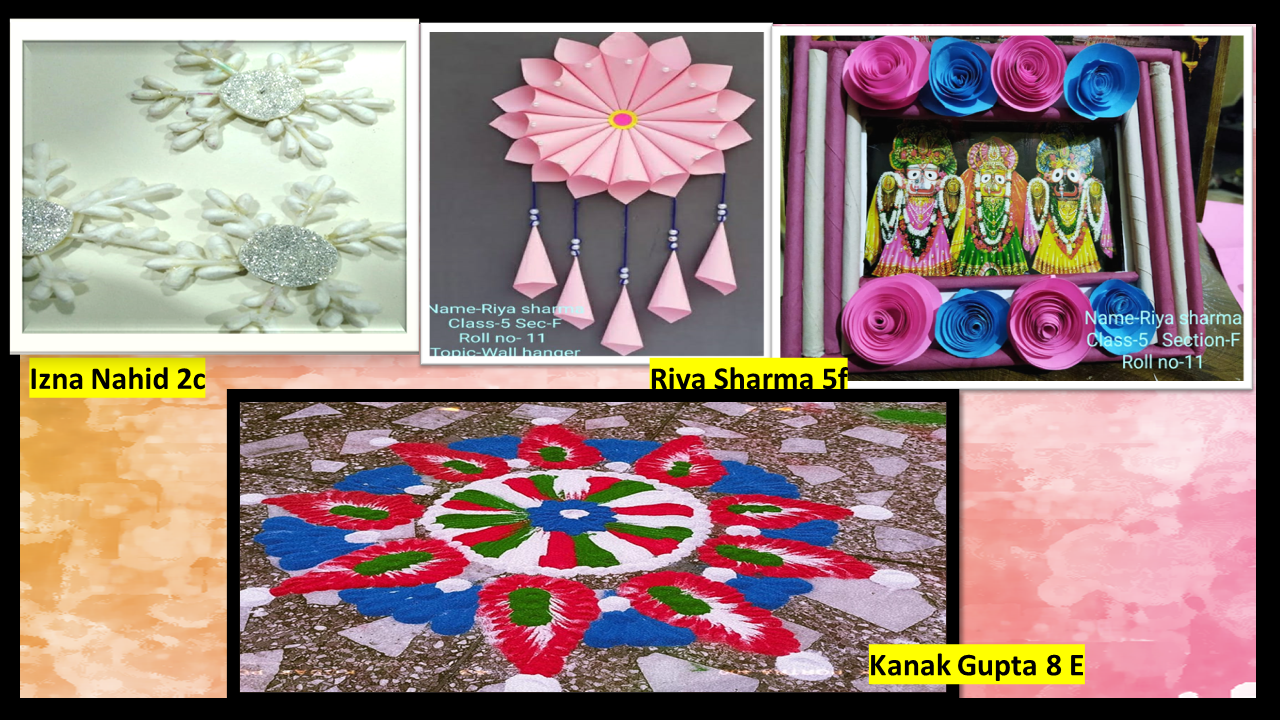 Name-Riya sharma
Class-5 Sec-F
Roll no- 11
Topic-Wall hanger
Name-Riya sharma
Class-5 Section-F
Roll no-11
Izna Nahid 2c
Riya Sharma 5f
Kanak Gupta 8 E